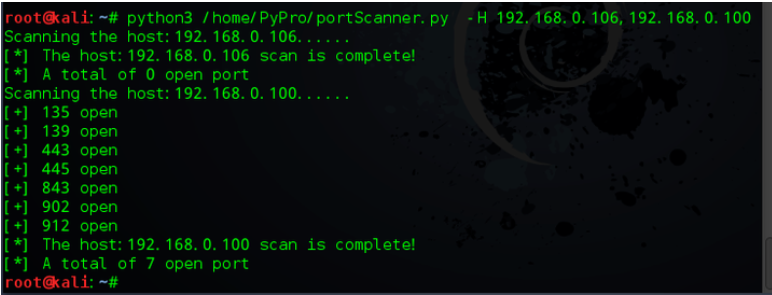 root@kali:~# python3 /home/PyPro/portScanner.py -H 192.168.0.106,192.168.0.100
Scanning the host:192.168.0.106......
[*] The host:192.168.0.106 scan is complete!
[*] A total of 0 open port
Scanning the host:192.168.0.100......
[+] 135 open
[+] 139 open
[+] 443 open
[+] 445 open
[+] 843 open
[+] 902 open
[+] 912 open
[*] The host:192.168.0.100 scan is complete!
[*] A total of 7 open port
root@kali:~#